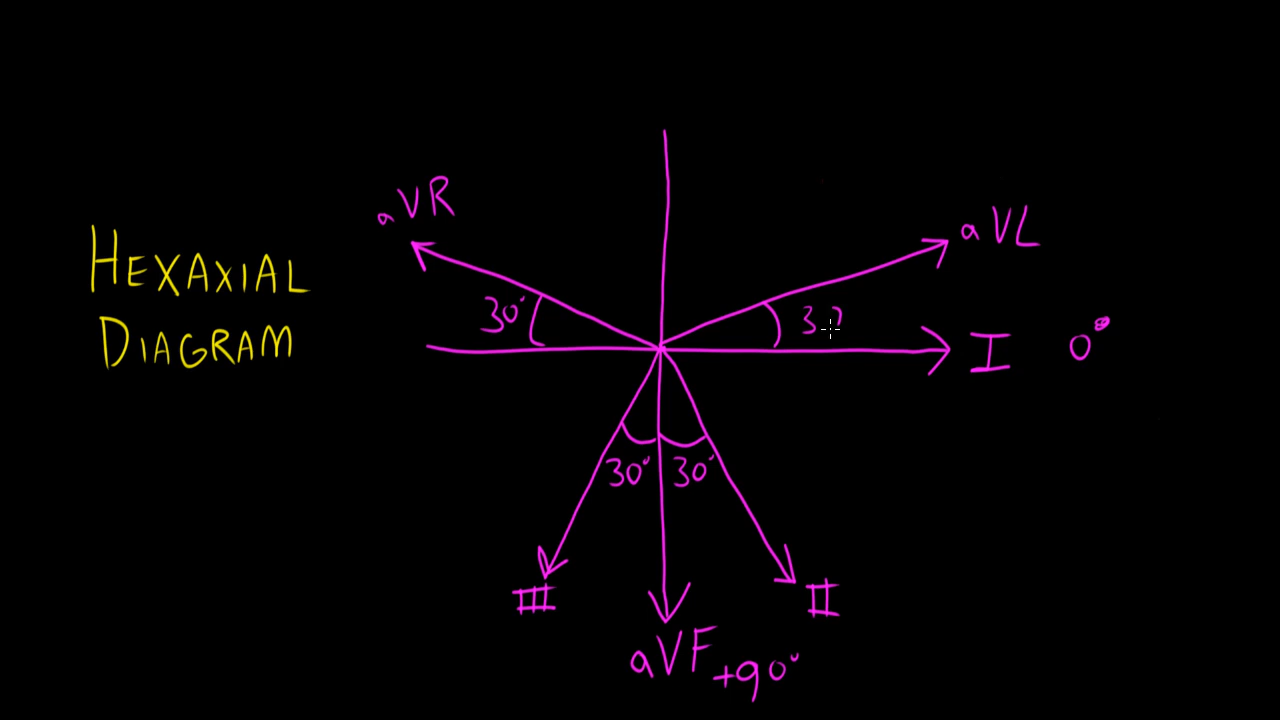 aVR
aVL
HEXAXIAL
DIAGRAM
30°
I 0°
30° 30°
III
II
aVF +90°